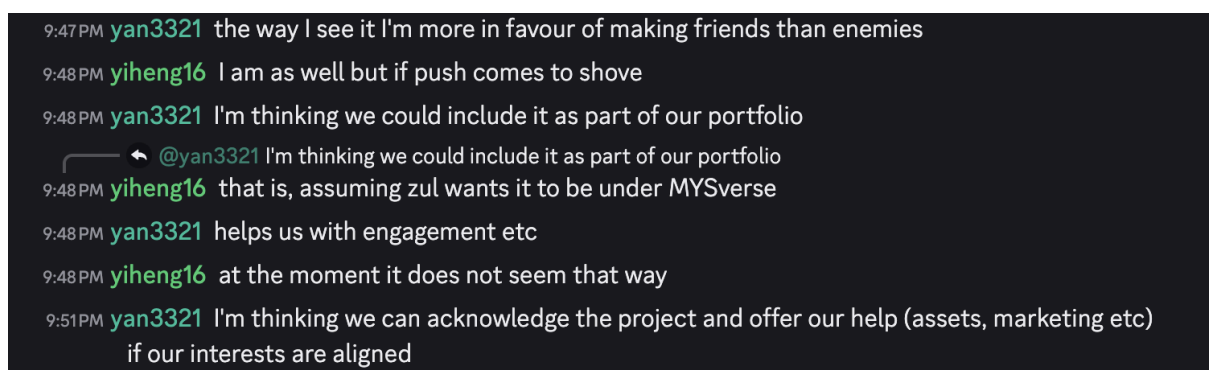 9:47 PM yan3321 the way I see it I'm more in favour of making friends than enemies
9:48 PM yiheng16 I am as well but if push comes to shove
9:48 PM yan3321 I'm thinking we could include it as part of our portfolio
@yan3321 I'm thinking we could include it as part of our portfolio
9:48 PM yiheng16 that is, assuming zul wants it to be under MYSverse
9:48 PM yan3321 helps us with engagement etc
9:48 PM yiheng16 at the moment it does not seem that way
9:51 PM yan3321 I'm thinking we can acknowledge the project and offer our help (assets, marketing etc)
if our interests are aligned